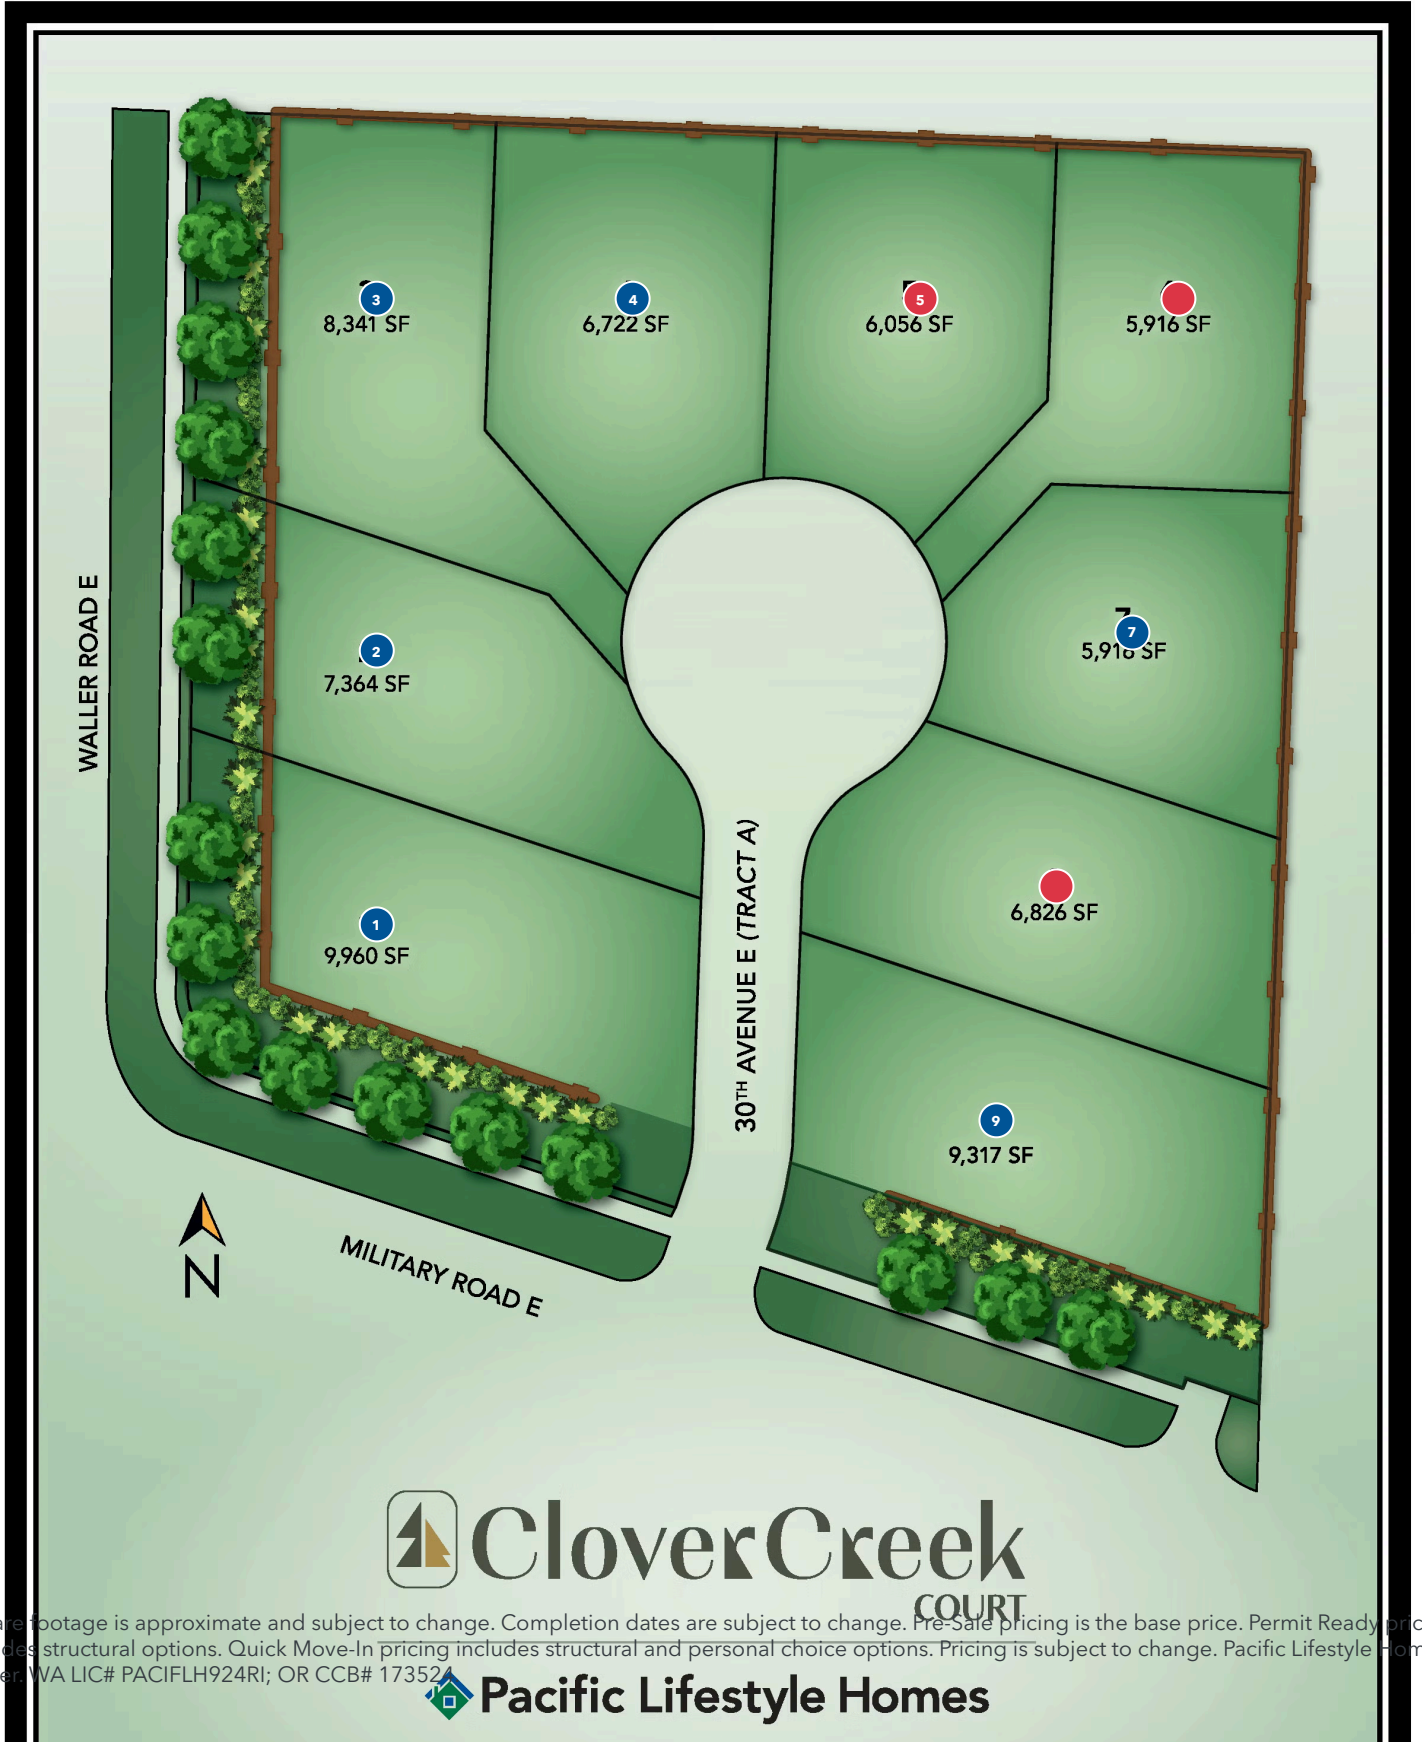 3
8,341 SF
4
6,722 SF
5
6,056 SF
5,916 SF
7
5,916 SF
2
7,364 SF
6,826 SF
1
9,960 SF
9
9,317 SF
WALLER ROAD E
30TH AVENUE E (TRACT A)
MILITARY ROAD E
N
CloverCreek
COURT
footage is approximate and subject to change. Completion dates are subject to change. Pre-Sale pricing is the base price. Permit Ready
structural options. Quick Move-In pricing includes structural and personal choice options. Pricing is subject to change. Pacific Lifestyle
WA LIC# PACIFLH924RI; OR CCB# 173524
Pacific Lifestyle Homes